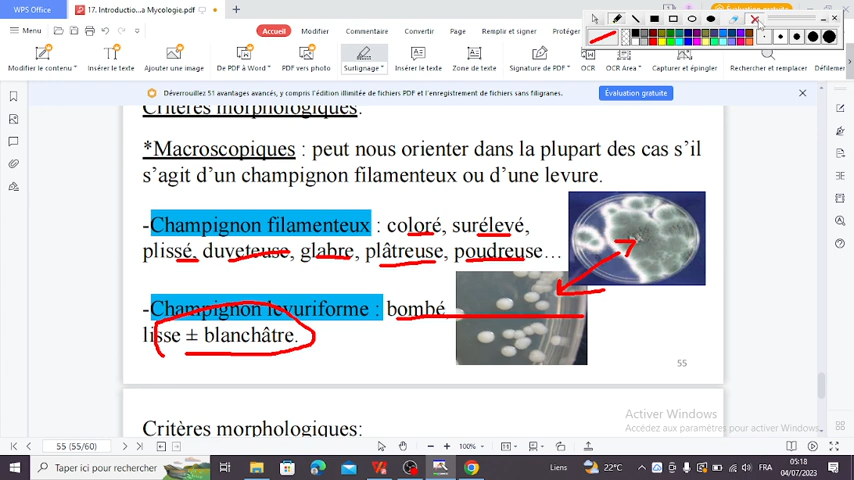 WPS Office
17. Introductio...a Mycologie.pdf
Évaluation gratuite
Menu
Accueil
Modifier
Commentaire
Convertir
Page
Remplir et signer
Protéger
Modifier le contenu
Insérer texte
Ajouter une image
De PDF à Word
PDF vers photo
Surlignage
Insérer le texte
Zone de texte
Signature de PDF
OCR
OCR Area
Capturer et épingler
Rechercher et remplacer
Défilement
Déverrouillez 51 avantages avancés, y compris l'édition illimitée de fichiers PDF et l'enregistrement de fichiers sans filigranes.
Évaluation gratuite
Critères morphologiques:
*Macroscopiques : peut nous orienter dans la plupart des cas s'il
s'agit d'un champignon filamenteux ou d'une levure.
-Champignon filamenteux : coloré, surélevé,
plissé, duveteuse, glabre, plâtreuse, poudreuse…
-Champignon levuriforme : bombé,
lisse ± blanchâtre.
55
Critères morphologiques:
Activer Windows
Accédez aux paramètres pour activer Windows.
55 (55/60)
100%
Taper ici pour rechercher
Liens
22°C
FRA
05:18
04/07/2023